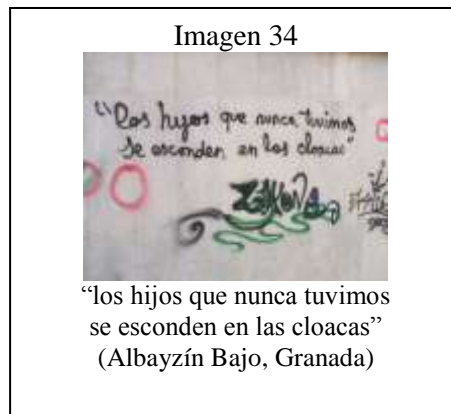 Imagen 34
“los hijos que nunca tuvimos
se esconden en las cloacas”
“los hijos que nunca tuvimos
se esconden en las cloacas”
(Albayzín Bajo, Granada)